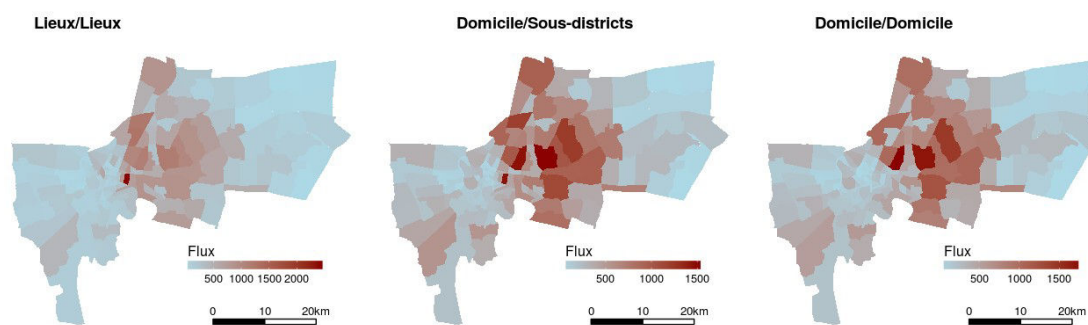 Lieux/Lieux
Domicile/Sous-districts
Domicile/Domicile
Flux
500 1000 1500 2000
0 10 20km
Flux
500 1000 1500
0 10 20km
Flux
500 1000 1500
0 10 20km